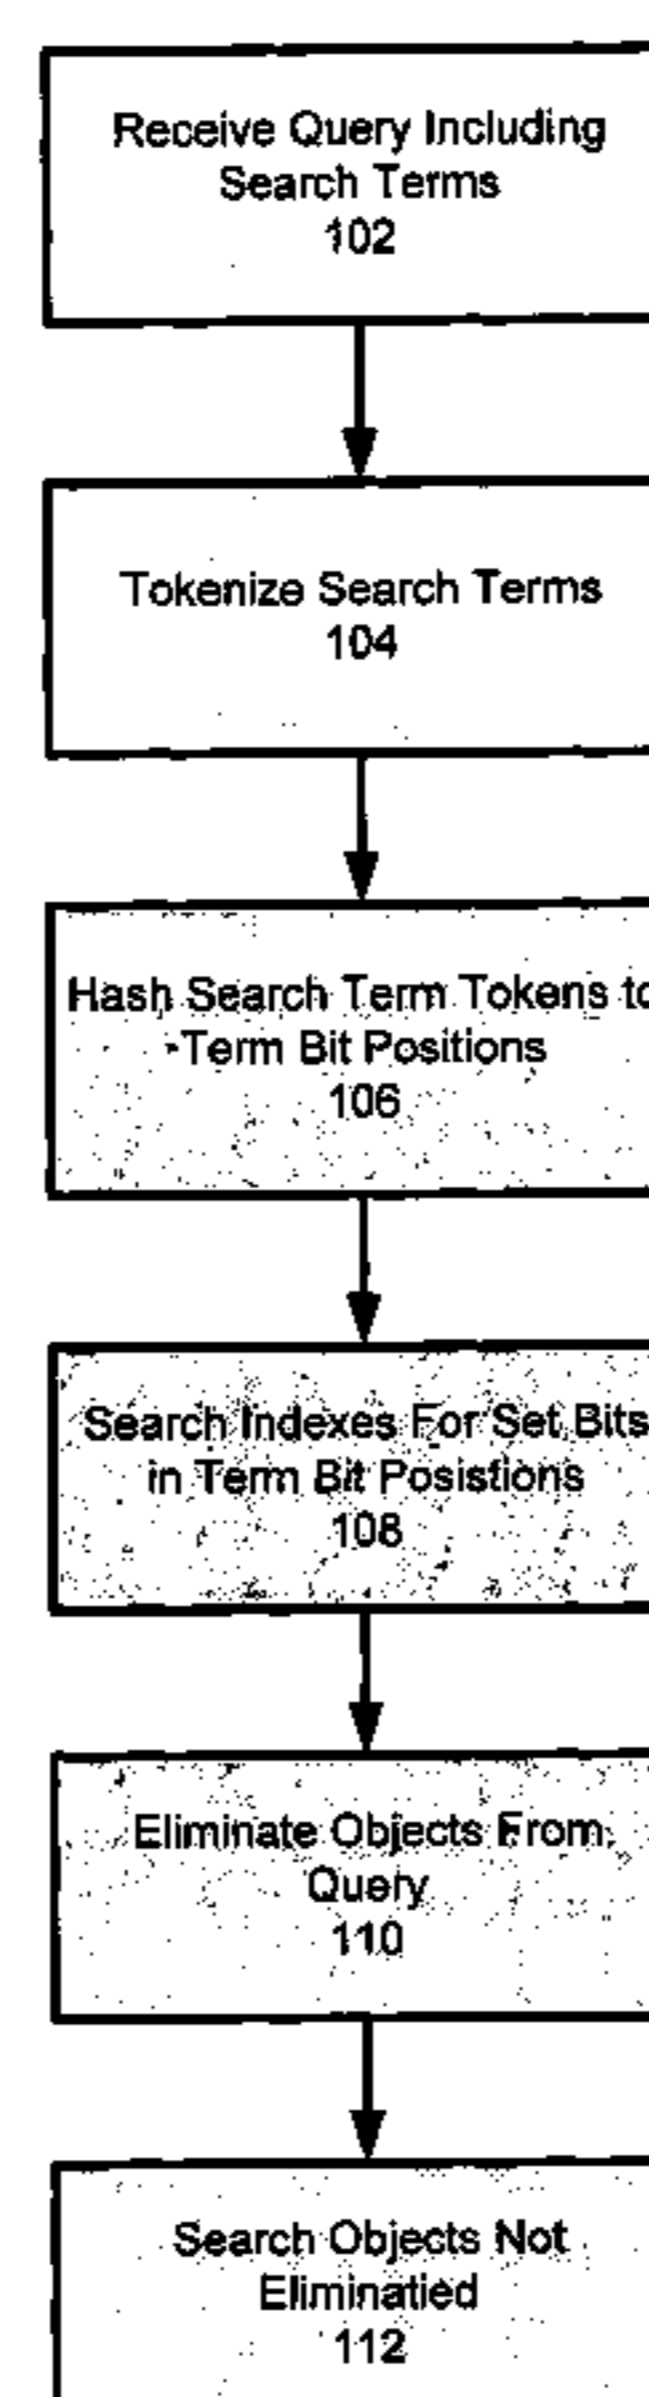 Receive Query Including
Search Terms
102
Tokenize Search Terms
104
Hash Search Term Tokens to
Term Bit Positions
106
Search Indexes For Set Bits
in Term Bit Posistions
108
Eliminate Objects From
Query
110
Search Objects Not
Eliminatied
112